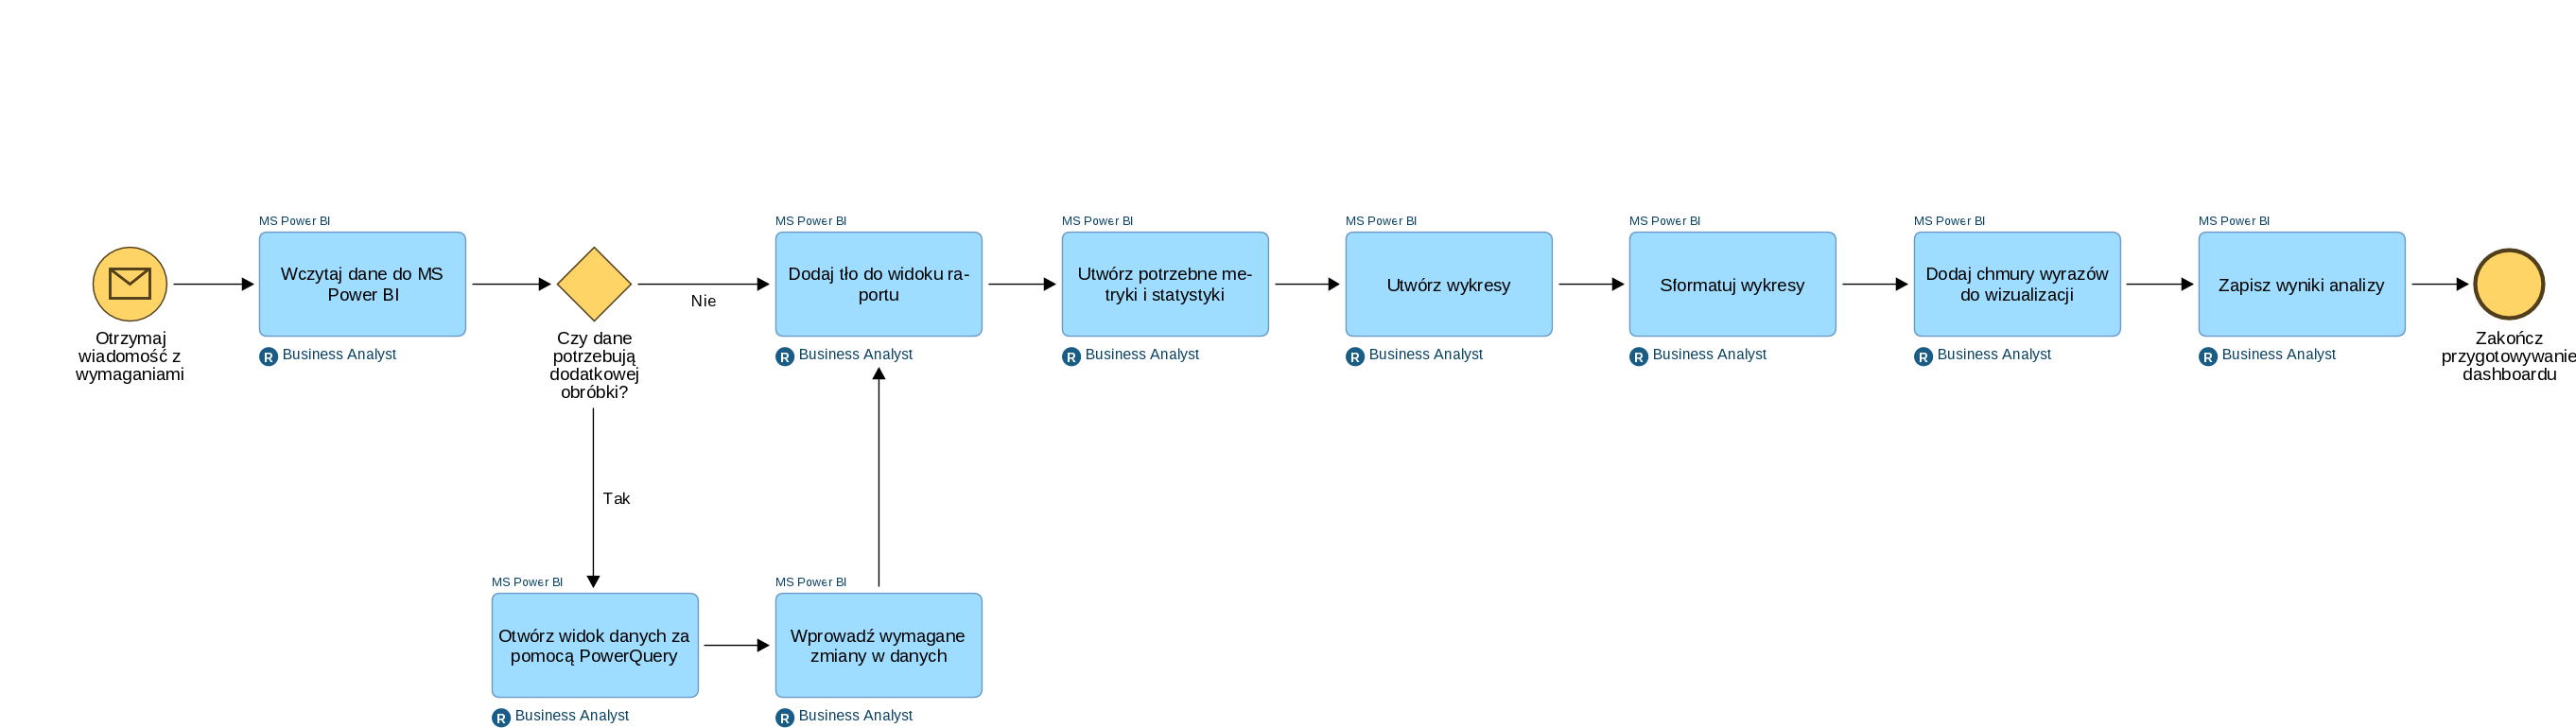 MS Power BI
MS Power BI
MS Power BI
MS Power BI
MS Power BI
MS Power BI
MS Power BI
Wczytaj dane do MS
Power BI
Dodaj tło do widoku ra-
portu
Utwórz potrzebne me-
tryki i statystyki
Utwórz wykresy
Sformatuj wykresy
Dodaj chmury wyrazów
do wizualizacji
Zapisz wyniki analizy
Nie
Otrzymaj
wiadomość z
wymaganiami
R Business Analyst
Czy dane
potrzebują
dodatkowej
obróbki?
R Business Analyst
R Business Analyst
R Business Analyst
R Business Analyst
R Business Analyst
R Business Analyst
Zakończ
przygotowywanie
dashboardu
Tak
MS Power BI
MS Power BI
Otwórz widok danych za
pomocą PowerQuery
Wprowadź wymagane
zmiany w danych
R Business Analyst
R Business Analyst